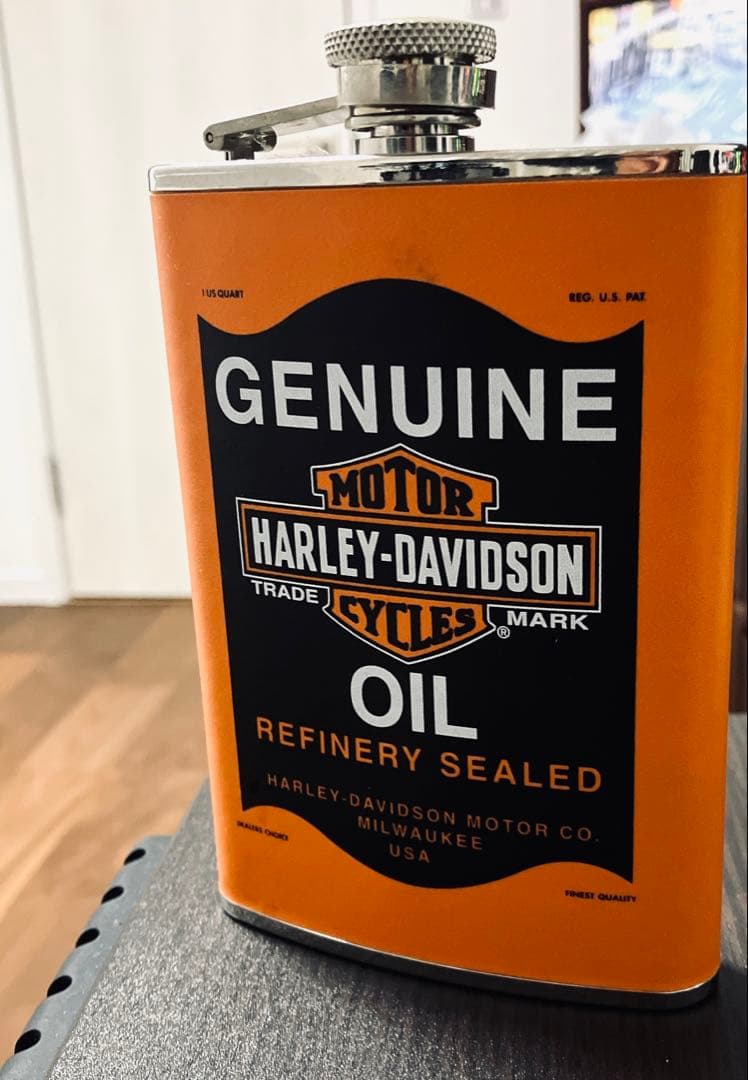 1 US QUART
REG. U.S. PAT.
GENUINE
MOTOR
HARLEY-DAVIDSON
TRADE MARK
CYCLES
®
OIL
REFINERY SEALED
HARLEY-DAVIDSON MOTOR CO.
MILWAUKEE
USA
DEALERS CHOICE
FINEST QUALITY